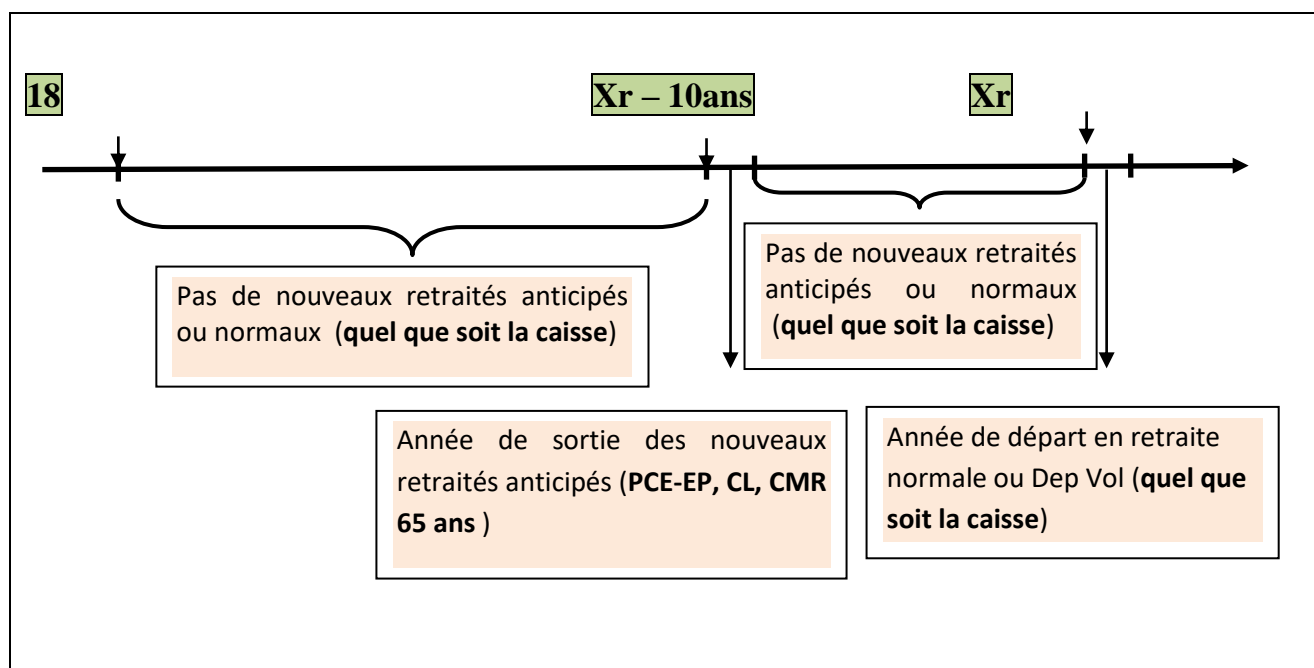 18
Xr – 10ans
Xr
Pas de nouveaux retraités anticipés
ou normaux (quel que soit la caisse)
Pas de nouveaux retraités
anticipés ou normaux
(quel que soit la caisse)
Année de sortie des nouveaux
retraités anticipés (PCE-EP, CL, CMR
65 ans )
Année de départ en retraite
normale ou Dep Vol (quel que
soit la caisse)